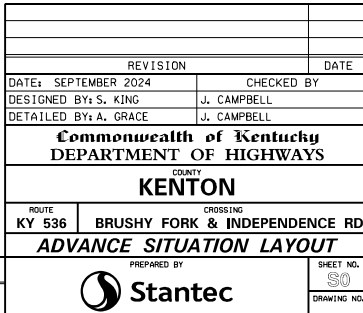 REVISION DATE
DATE: SEPTEMBER 2024 CHECKED BY
DESIGNED BY: S. KING J. CAMPBELL
DETAILED BY: A. GRACE J. CAMPBELL
Commonwealth of Kentucky
DEPARTMENT OF HIGHWAYS
COUNTY
KENTON
ROUTE CROSSING
KY 536 BRUSHY FORK & INDEPENDENCE RD
ADVANCE SITUATION LAYOUT
PREPARED BY SHEET NO.
Stantec S0
DRAWING NO.